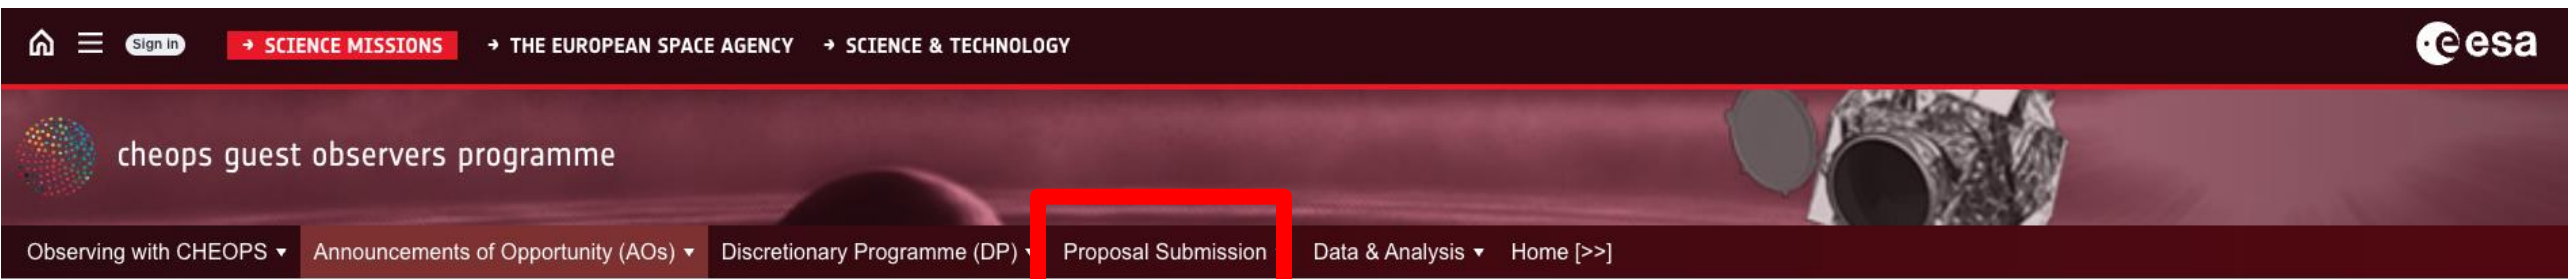 Sign in → SCIENCE MISSIONS → THE EUROPEAN SPACE AGENCY → SCIENCE & TECHNOLOGY esa
cheops guest observers programme
Observing with CHEOPS ▾ Announcements of Opportunity (AOs) ▾ Discretionary Programme (DP) ▾ Proposal Submission Data & Analysis ▾ Home [>>]